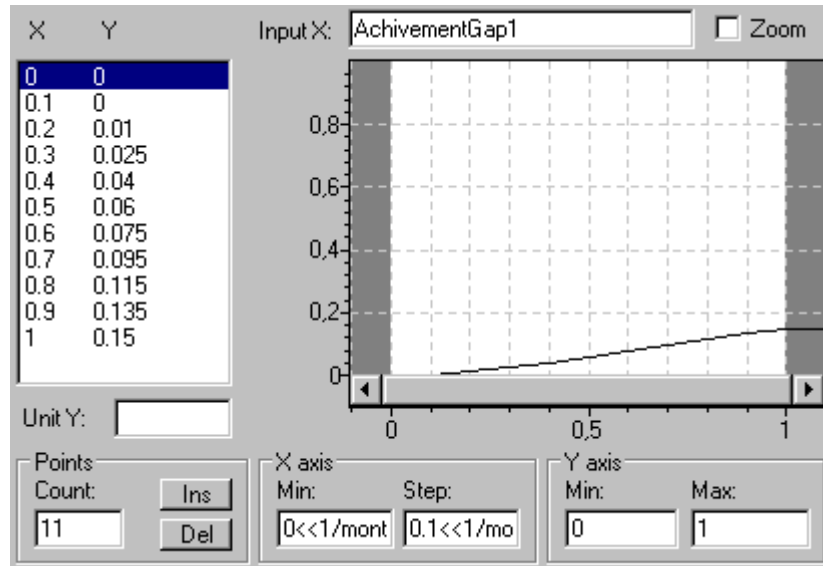 X Y Input X: AchivementGap1 Zoom
0 0
0.1 0
0.2 0.01
0.3 0.025
0.4 0.04
0.5 0.06
0.6 0.075
0.7 0.095
0.8 0.115
0.9 0.135
1 0.15
0,8
0,6
0,4
0,2
0
0 0,5 1
Unit Y:
Points
Count:
11
Ins
Del
X axis
Min: Step:
0<<1/mont 0.1<<1/mo
Y axis
Min: Max:
0 1